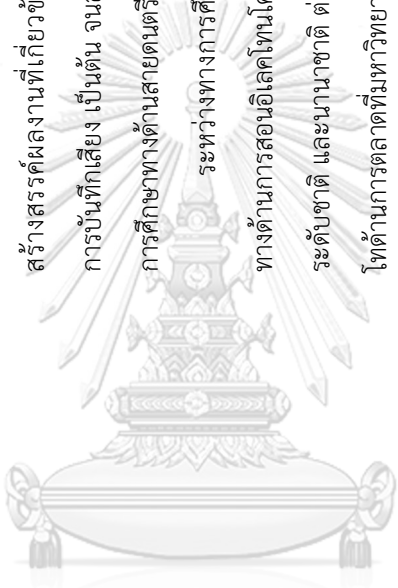 สร้างสรรค์ผลงานที่เกี่ยวข้
การบันทึกเสียง เป็นต้น จน
การศึกษาทางด้านสายดนตรี
ระหว่างทางการศึ
ทางด้านการสอนอิเลคโทนโ
ระดับชาติ และนานาชาติ ต่
โทด้านการตลาดที่มหาวิทยา